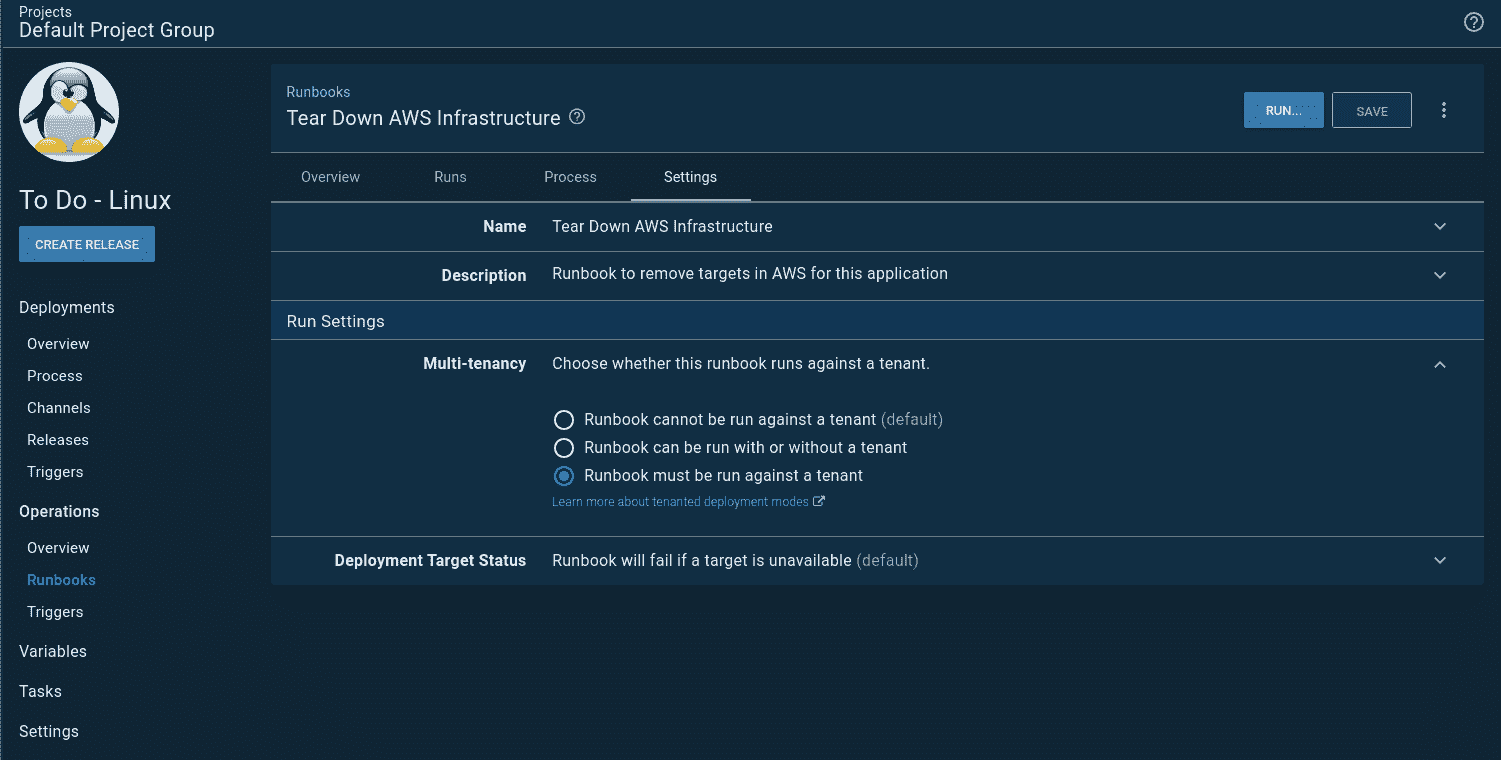 Projects
Default Project Group
To Do - Linux
CREATE RELEASE
Deployments
Overview
Process
Channels
Releases
Triggers
Operations
Overview
Runbooks
Triggers
Variables
Tasks
Settings
Runbooks
Tear Down AWS Infrastructure
RUN...
SAVE
Overview Runs Process Settings
Name Tear Down AWS Infrastructure
Description Runbook to remove targets in AWS for this application
Run Settings
Multi-tenancy Choose whether this runbook runs against a tenant.
Runbook cannot be run against a tenant (default)
Runbook can be run with or without a tenant
Runbook must be run against a tenant
Learn more about tenanted deployment modes
Deployment Target Status Runbook will fail if a target is unavailable (default)